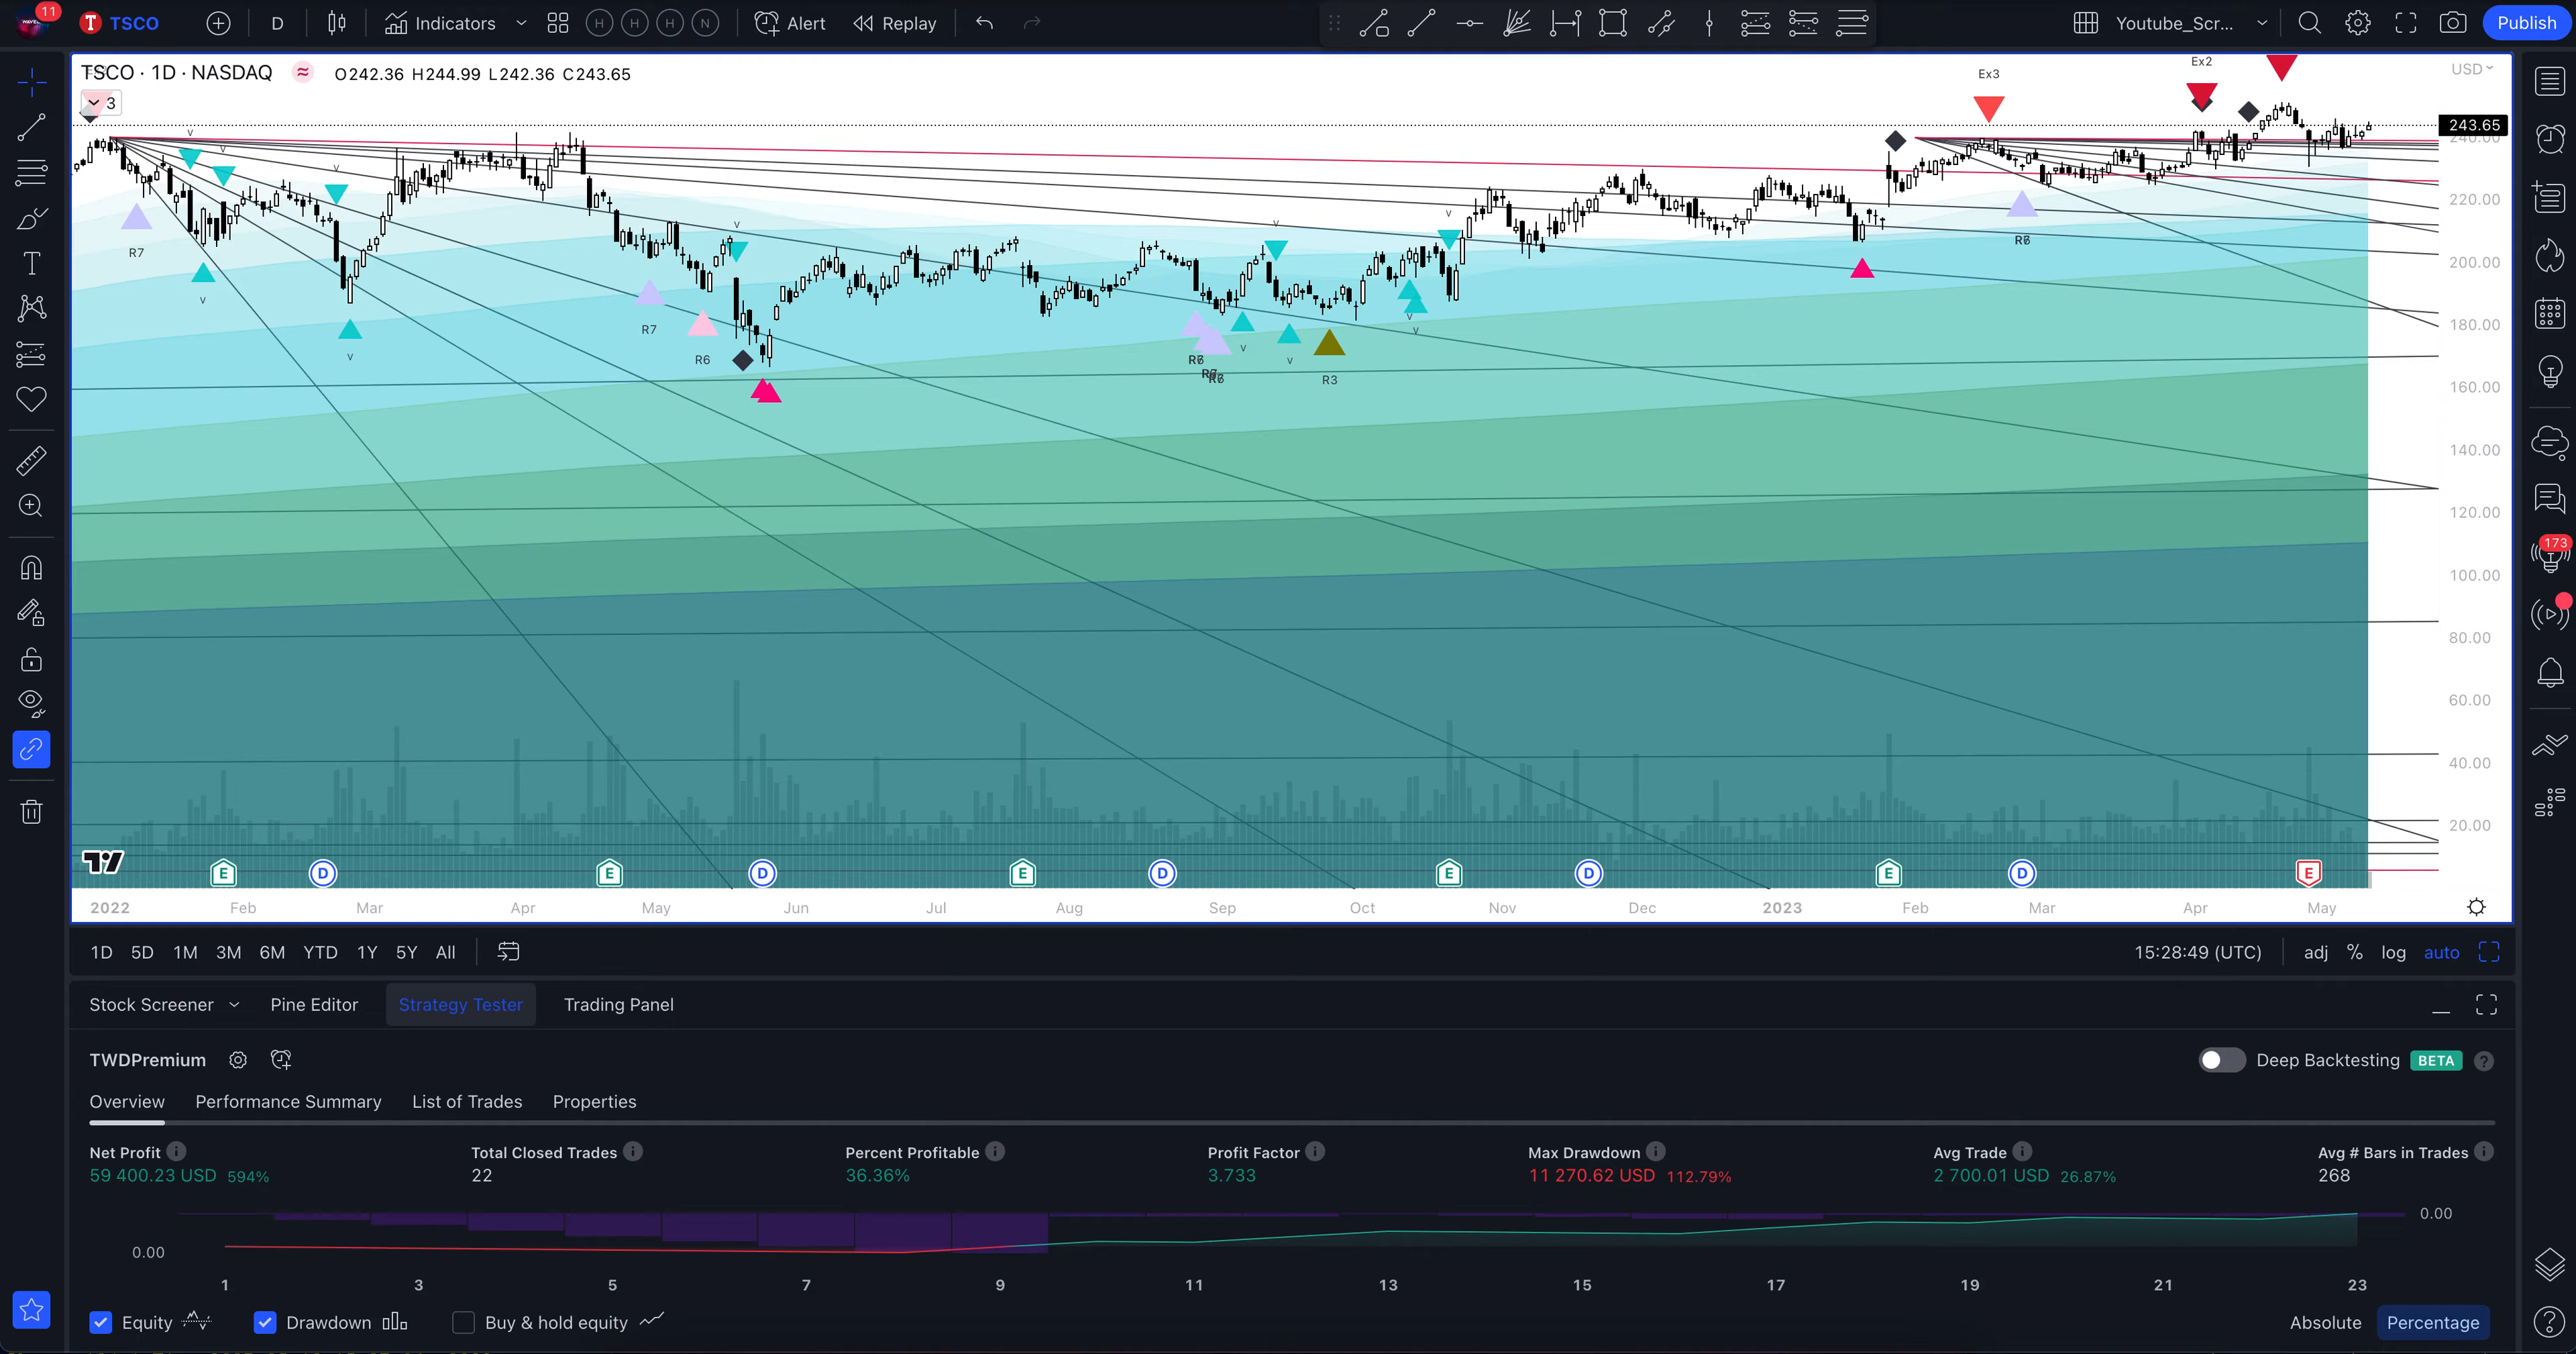 11
TSCO
D
Indicators
H
H
H
N
Alert
Replay
Youtube_Scr...
Publish
TSCO · 1D · NASDAQ
O242.36 H244.99 L242.36 C243.65
3
USD
Ex3
Ex2
243.65
240.00
220.00
200.00
180.00
160.00
140.00
120.00
100.00
80.00
60.00
40.00
20.00
v
v
v
v
v
v
v
v
v
v
v
v
R7
R7
R6
R3
173
E
D
E
D
E
D
E
D
E
D
E
2022
Feb
Mar
Apr
May
Jun
Jul
Aug
Sep
Oct
Nov
Dec
2023
Feb
Mar
Apr
May
1D
5D
1M
3M
6M
YTD
1Y
5Y
All
15:28:49 (UTC)
adj
%
log
auto
Stock Screener
Pine Editor
Strategy Tester
Trading Panel
TWDPremium
Deep Backtesting
BETA
Overview
Performance Summary
List of Trades
Properties
Net Profit
59 400.23 USD 594%
Total Closed Trades
22
Percent Profitable
36.36%
Profit Factor
3.733
Max Drawdown
11 270.62 USD 112.79%
Avg Trade
2 700.01 USD 26.87%
Avg # Bars in Trades
268
0.00
0.00
1
3
5
7
9
11
13
15
17
19
21
23
Equity
Drawdown
Buy & hold equity
Absolute
Percentage